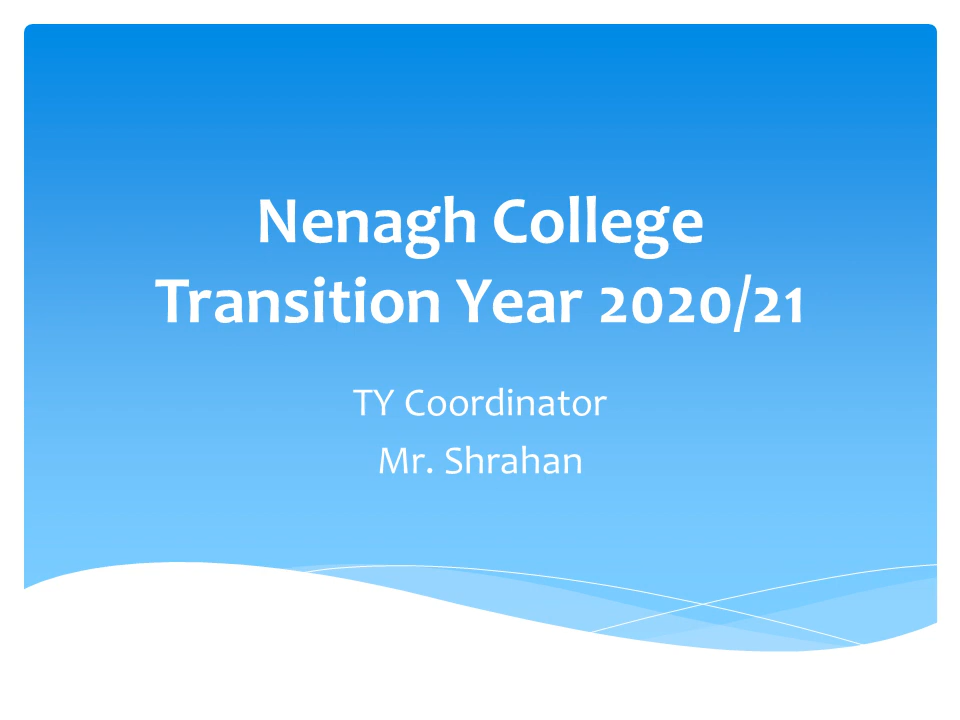 Nenagh College
Transition Year 2020/21
TY Coordinator
Mr. Shrahan